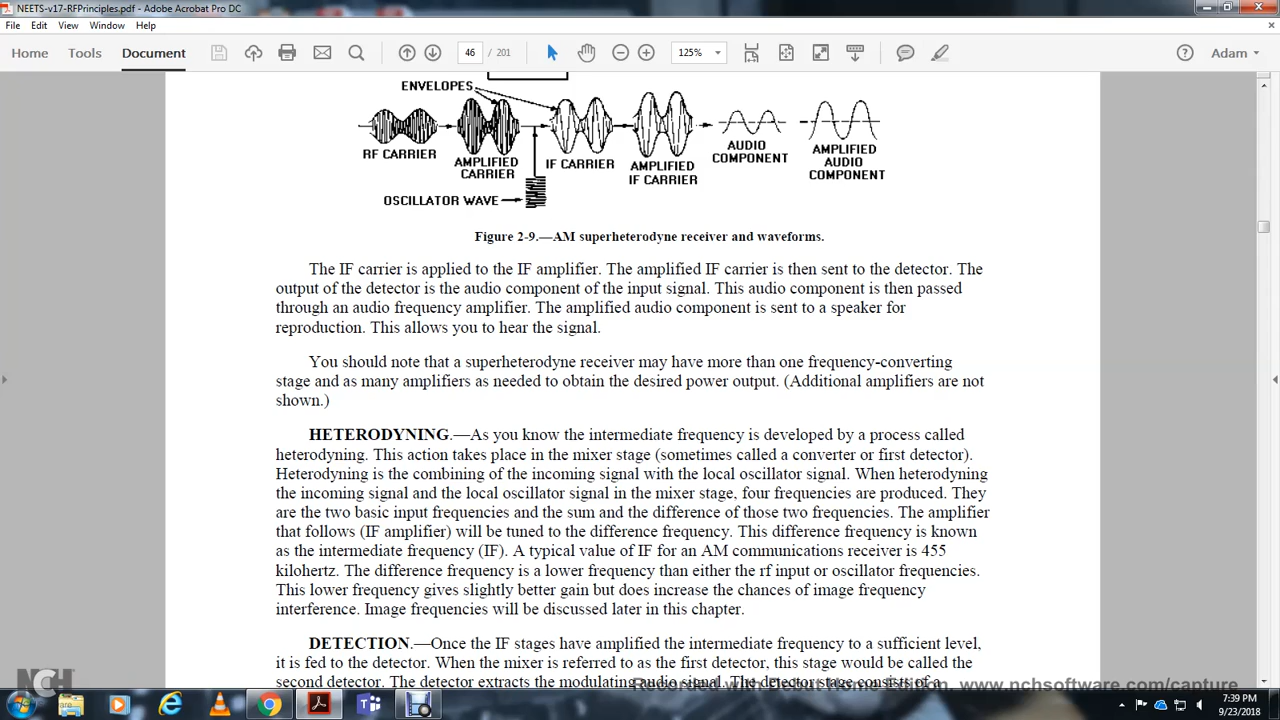 NEETS-v17-RFPrinciples.pdf - Adobe Acrobat Pro DC
File Edit View Window Help
Home Tools Document 46 / 201 125% Adam
ENVELOPES
RF CARRIER AMPLIFIED CARRIER IF CARRIER AMPLIFIED IF CARRIER AUDIO COMPONENT AMPLIFIED AUDIO COMPONENT
OSCILLATOR WAVE
Figure 2-9.—AM superheterodyne receiver and waveforms.
The IF carrier is applied to the IF amplifier. The amplified IF carrier is then sent to the detector. The
output of the detector is the audio component of the input signal. This audio component is then passed
through an audio frequency amplifier. The amplified audio component is sent to a speaker for
reproduction. This allows you to hear the signal.
You should note that a superheterodyne receiver may have more than one frequency-converting
stage and as many amplifiers as needed to obtain the desired power output. (Additional amplifiers are not
shown.)
HETERODYNING.—As you know the intermediate frequency is developed by a process called
heterodyning. This action takes place in the mixer stage (sometimes called a converter or first detector).
Heterodyning is the combining of the incoming signal with the local oscillator signal. When heterodyning
the incoming signal and the local oscillator signal in the mixer stage, four frequencies are produced. They
are the two basic input frequencies and the sum and the difference of those two frequencies. The amplifier
that follows (IF amplifier) will be tuned to the difference frequency. This difference frequency is known
as the intermediate frequency (IF). A typical value of IF for an AM communications receiver is 455
kilohertz. The difference frequency is a lower frequency than either the rf input or oscillator frequencies.
This lower frequency gives slightly better gain but does increase the chances of image frequency
interference. Image frequencies will be discussed later in this chapter.
DETECTION.—Once the IF stages have amplified the intermediate frequency to a sufficient level,
it is fed to the detector. When the mixer is referred to as the first detector, this stage would be called the
second detector. The detector extracts the modulating audio signal. The detector stage consists of a
NCH
Recorded with Debut Home Edition. www.nchsoftware.com/capture
7:39 PM
9/23/2018